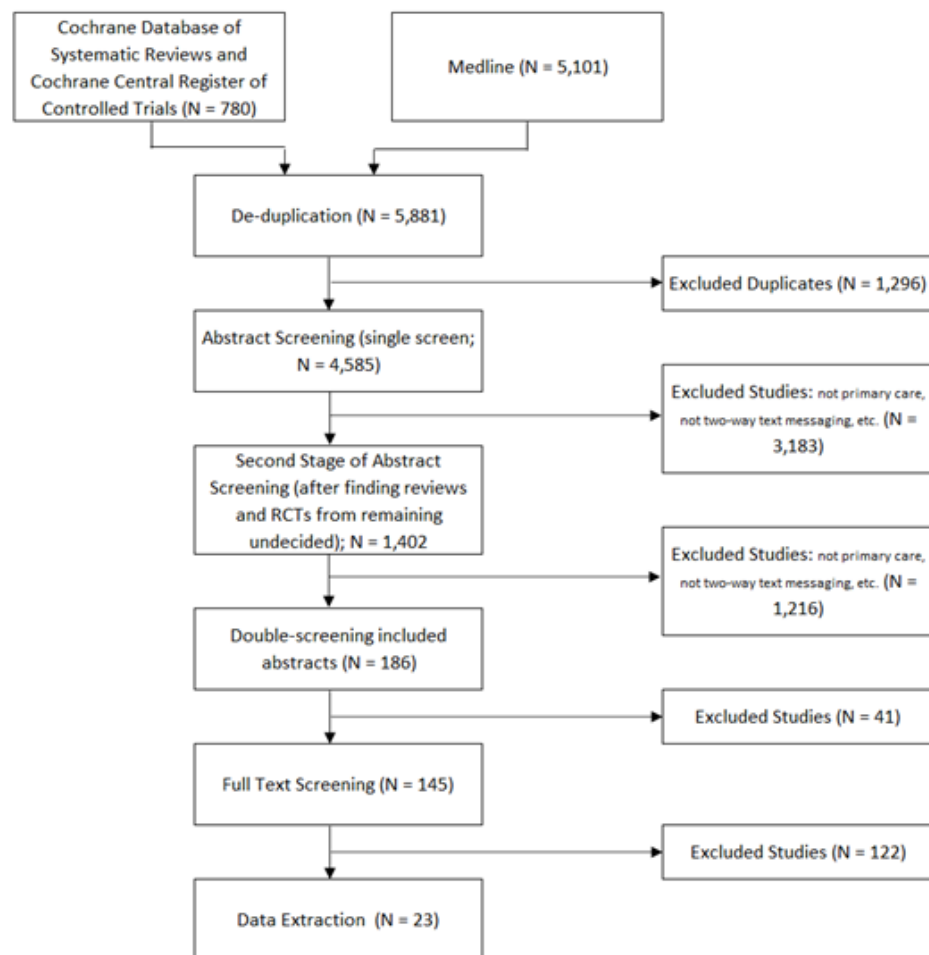 Cochrane Database of
Systematic Reviews and
Cochrane Central Register of
Controlled Trials (N = 780)
Medline (N = 5,101)
De-duplication (N = 5,881)
Excluded Duplicates (N = 1,296)
Abstract Screening (single screen;
N = 4,585)
Excluded Studies: not primary care,
not two-way text messaging, etc. (N =
3,183)
Second Stage of Abstract
Screening (after finding reviews
and RCTs from remaining
undecided); N = 1,402
Excluded Studies: not primary care,
not two-way text messaging, etc. (N =
1,216)
Double-screening included
abstracts (N = 186)
Excluded Studies (N = 41)
Full Text Screening (N = 145)
Excluded Studies (N = 122)
Data Extraction (N = 23)